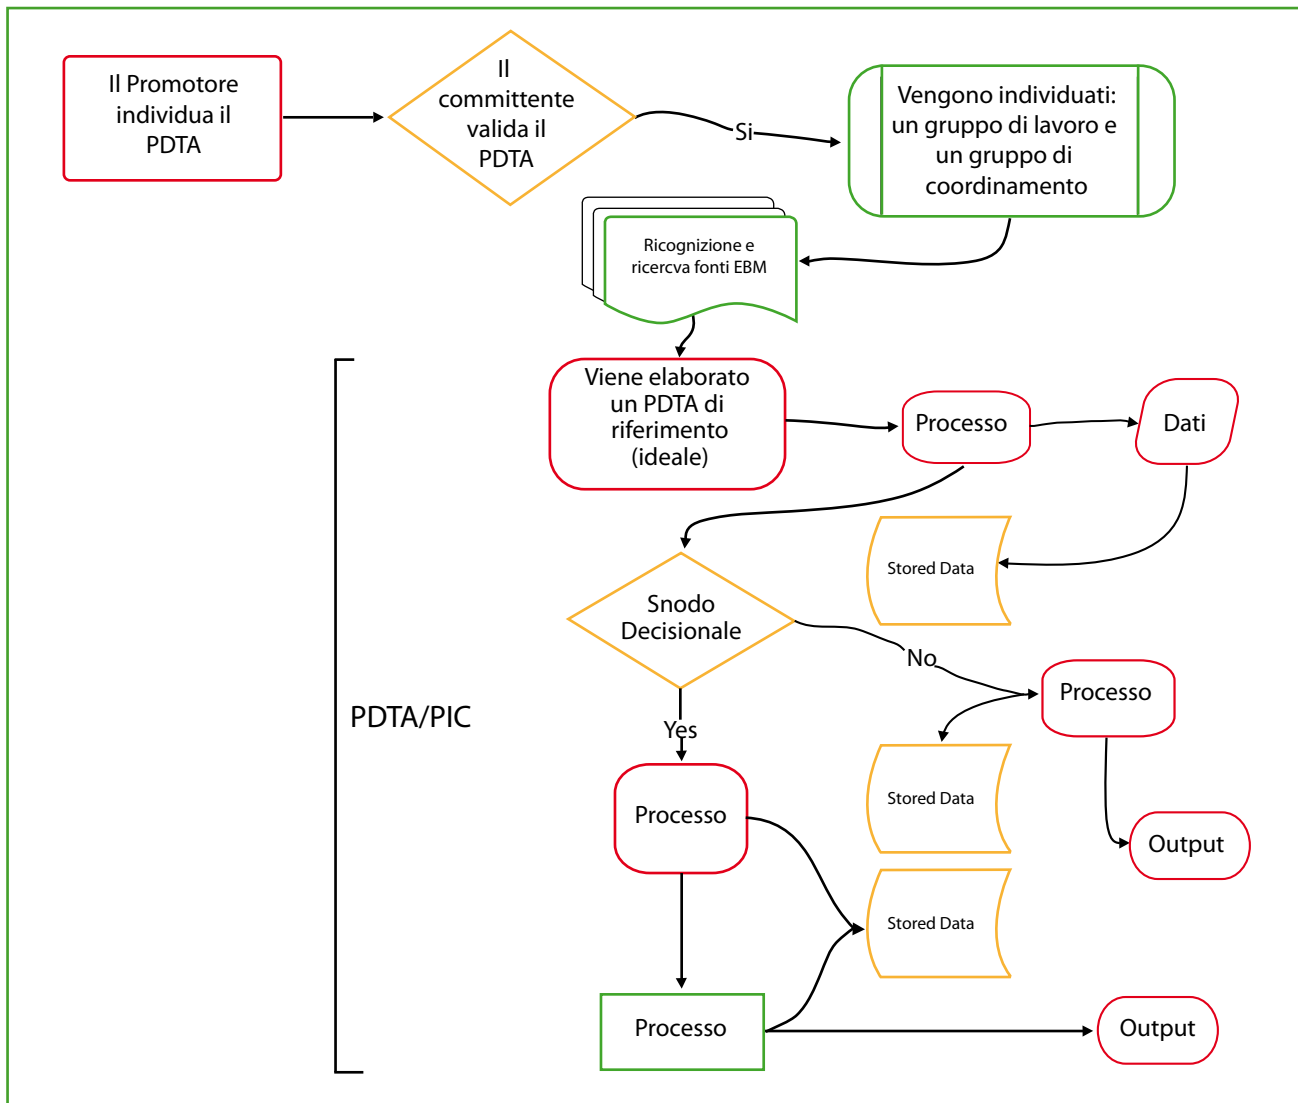 Il Promotore
individua il
PDTA
Il
committente
valida il
PDTA
Si
Vengono individuati:
un gruppo di lavoro e
un gruppo di
coordinamento
Ricognizione e
ricercva fonti EBM
Viene elaborato
un PDTA di
riferimento
(ideale)
Processo
Dati
Stored Data
Snodo
Decisionale
No
Processo
PDTA/PIC
Yes
Stored Data
Processo
Output
Stored Data
Processo
Output